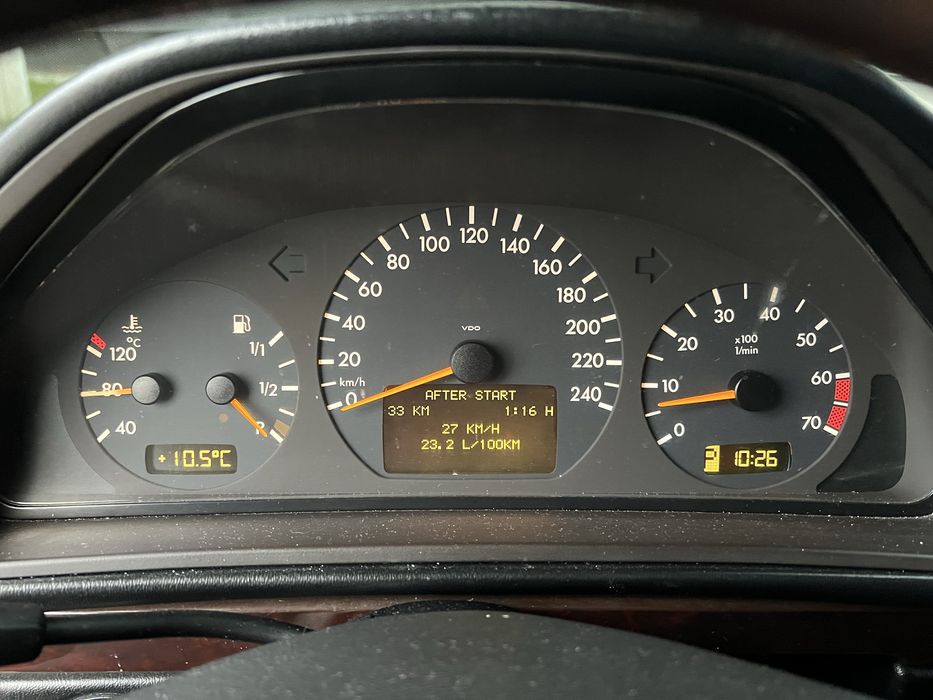 °C
120
80
40
+10.5°C
1/1
1/2
R
km/h
0
20
40
60
80
100
120
140
160
180
200
220
240
VDO
AFTER START
33 KM 1:16 H
27 KM/H
23.2 L/100KM
x100
1/min
0
10
20
30
40
50
60
70
10:26